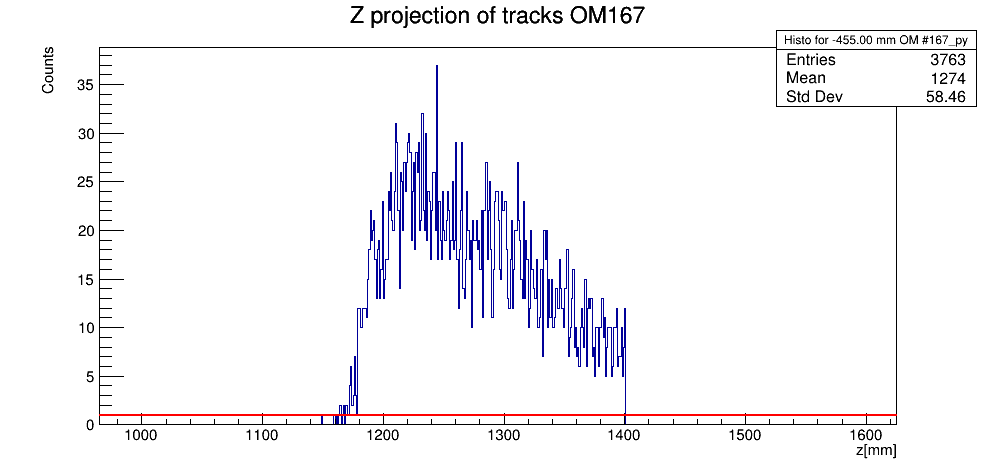 Z projection of tracks OM167
Histo for -455.00 mm OM #167_py
Entries 3763
Mean 1274
Std Dev 58.46
Counts
35
30
25
20
15
10
5
0
1000 1100 1200 1300 1400 1500 1600
z[mm]